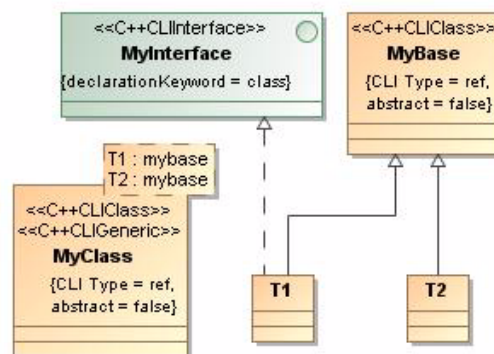 <<C++CLIInterface>>
MyInterface
{declarationKeyword = class}
<<C++CLIClass>>
MyBase
{CLI Type = ref,
abstract = false}
T1 : mybase
T2 : mybase
<<C++CLIClass>>
<<C++CLIGeneric>>
MyClass
{CLI Type = ref,
abstract = false}
T1
T2